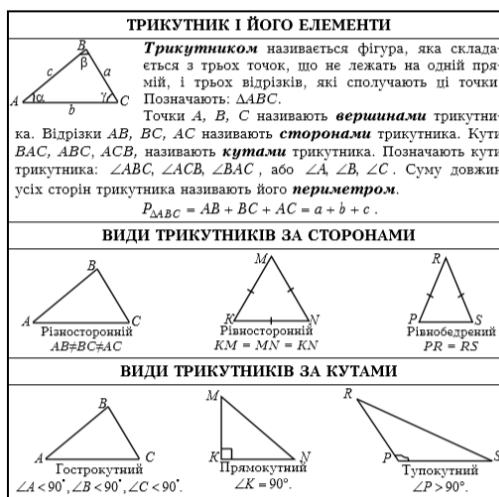 ТРИКУТНИК І ЙОГО ЕЛЕМЕНТИ
B
β
c
a
A
α
γ
C
b
Трикутником називається фігура, яка склада-
ється з трьох точок, що не лежать на одній пря-
мій, і трьох відрізків, які сполучають ці точки.
Позначають: ΔABC.
Точки A, B, C називають вершинами трикутни-
ка. Відрізки AB, BC, AC називають сторонами трикутника. Кути
BAC, ABC, ACB, називають кутами трикутника. Позначають кути
трикутника: ∠ABC, ∠ACB, ∠BAC, або ∠A, ∠B, ∠C. Суму довжин
усіх сторін трикутника називають його периметром.
P_ΔABC = AB + BC + AC = a + b + c .
ВИДИ ТРИКУТНИКІВ ЗА СТОРОНАМИ
B
A C
Різносторонній
AB≠BC≠AC
M
K N
Рівносторонній
KM = MN = KN
R
P S
Рівнобедрений
PR = RS
ВИДИ ТРИКУТНИКІВ ЗА КУТАМИ
B
A C
Гострокутний
∠A<90°,∠B<90°,∠C<90°.
M
K N
Прямокутний
∠K=90°.
R
P S
Тупокутний
∠P>90°.